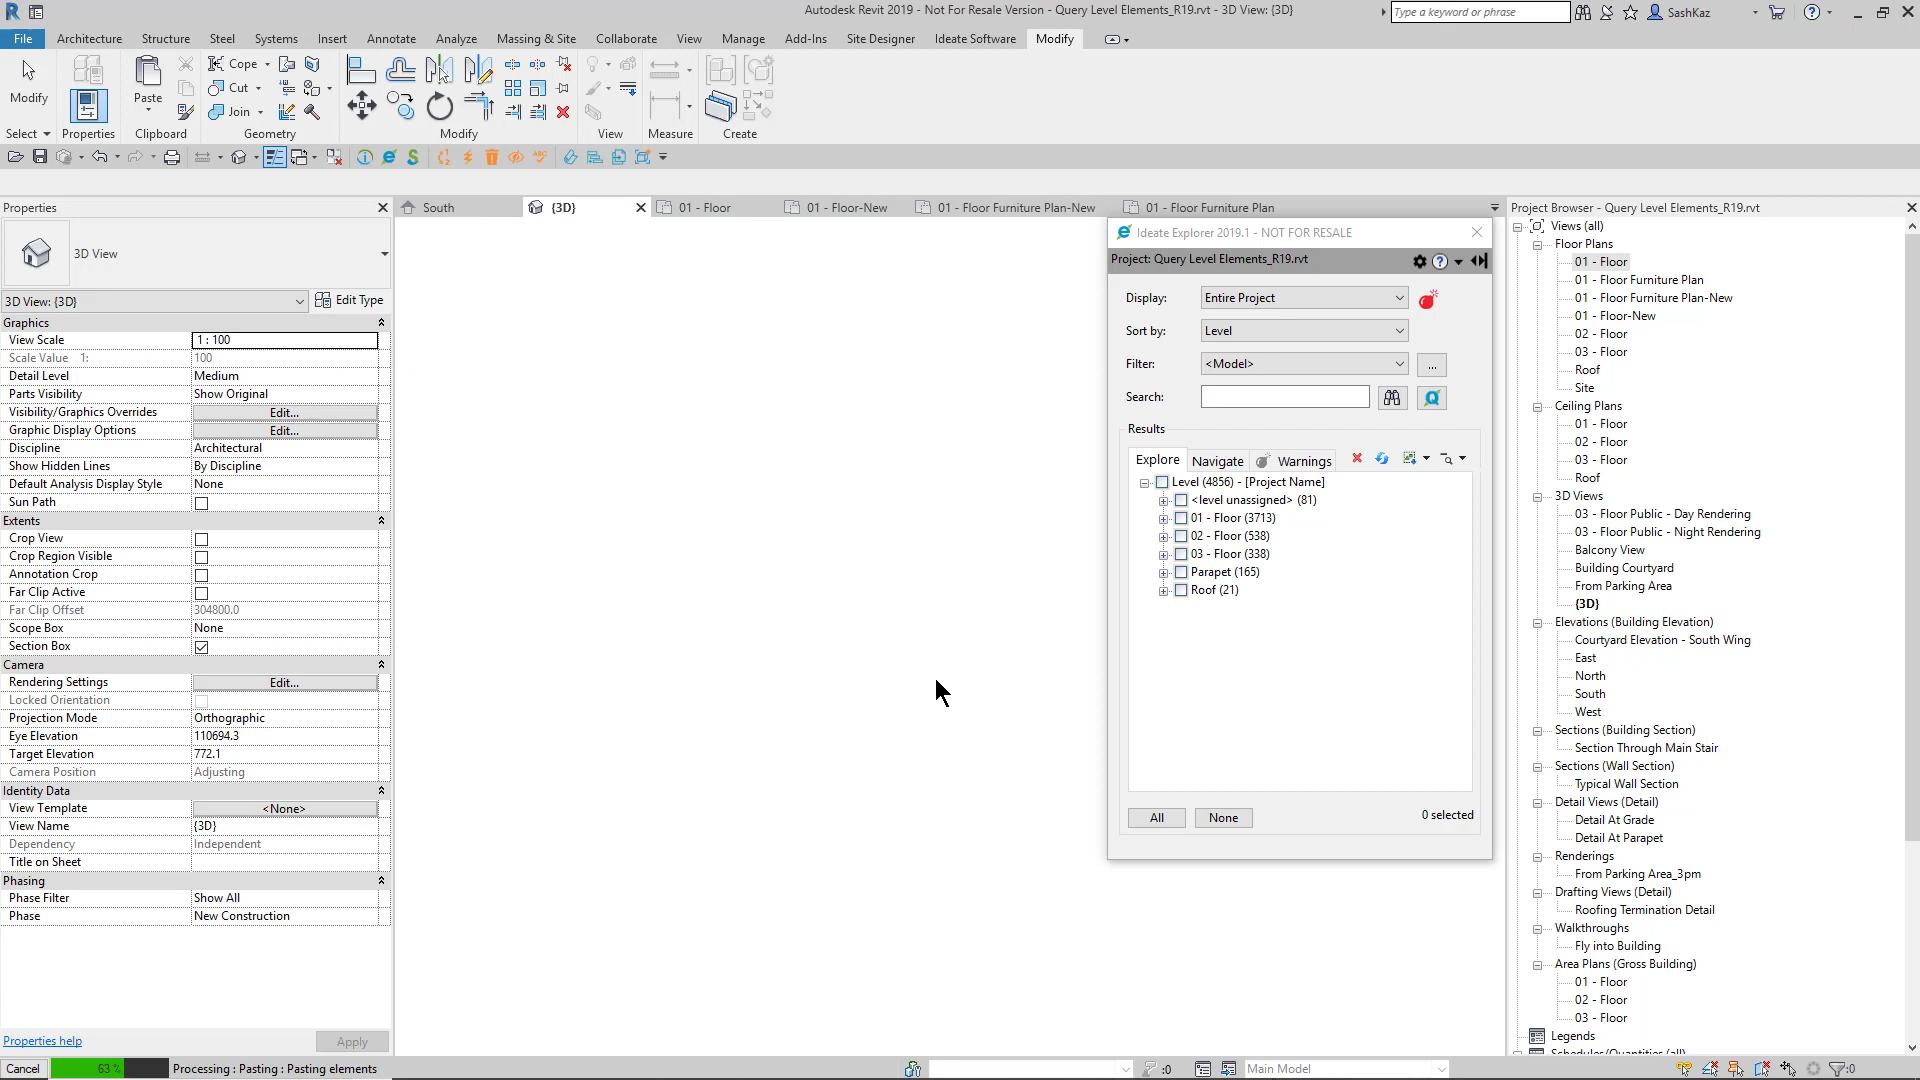 Autodesk Revit 2019 - Not For Resale Version - Query Level Elements_R19.rvt - 3D View: {3D}
Type a keyword or phrase
SashKaz
File
Architecture
Structure
Steel
Systems
Insert
Annotate
Analyze
Massing & Site
Collaborate
View
Manage
Add-Ins
Site Designer
Ideate Software
Modify
Modify
Select
Properties
Paste
Clipboard
Cope
Cut
Join
Geometry
Modify
View
Measure
Create
Properties
3D View
3D View: {3D}
Edit Type
Graphics
View Scale 1 : 100
Scale Value 1: 100
Detail Level Medium
Parts Visibility Show Original
Visibility/Graphics Overrides Edit...
Graphic Display Options Edit...
Discipline Architectural
Show Hidden Lines By Discipline
Default Analysis Display Style None
Sun Path
Extents
Crop View
Crop Region Visible
Annotation Crop
Far Clip Active
Far Clip Offset 304800.0
Scope Box None
Section Box
Camera
Rendering Settings Edit...
Locked Orientation
Projection Mode Orthographic
Eye Elevation 110694.3
Target Elevation 772.1
Camera Position Adjusting
Identity Data
View Template <None>
View Name {3D}
Dependency Independent
Title on Sheet
Phasing
Phase Filter Show All
Phase New Construction
Properties help
Apply
South
{3D}
01 - Floor
01 - Floor-New
01 - Floor Furniture Plan-New
01 - Floor Furniture Plan
Ideate Explorer 2019.1 - NOT FOR RESALE
Project: Query Level Elements_R19.rvt
Display: Entire Project
Sort by: Level
Filter: <Model> ...
Search:
Results
Explore
Navigate
Warnings
Level (4856) - [Project Name]
<level unassigned> (81)
01 - Floor (3713)
02 - Floor (538)
03 - Floor (338)
Parapet (165)
Roof (21)
All
None
0 selected
Project Browser - Query Level Elements_R19.rvt
Views (all)
Floor Plans
01 - Floor
01 - Floor Furniture Plan
01 - Floor Furniture Plan-New
01 - Floor-New
02 - Floor
03 - Floor
Roof
Site
Ceiling Plans
01 - Floor
02 - Floor
03 - Floor
Roof
3D Views
03 - Floor Public - Day Rendering
03 - Floor Public - Night Rendering
Balcony View
Building Courtyard
From Parking Area
{3D}
Elevations (Building Elevation)
Courtyard Elevation - South Wing
East
North
South
West
Sections (Building Section)
Section Through Main Stair
Sections (Wall Section)
Typical Wall Section
Detail Views (Detail)
Detail At Grade
Detail At Parapet
Renderings
From Parking Area_3pm
Drafting Views (Detail)
Roofing Termination Detail
Walkthroughs
Fly into Building
Area Plans (Gross Building)
01 - Floor
02 - Floor
03 - Floor
Legends
Schedules/Quantities (all)
Cancel
63 %
Processing : Pasting : Pasting elements
:0
Main Model
:0